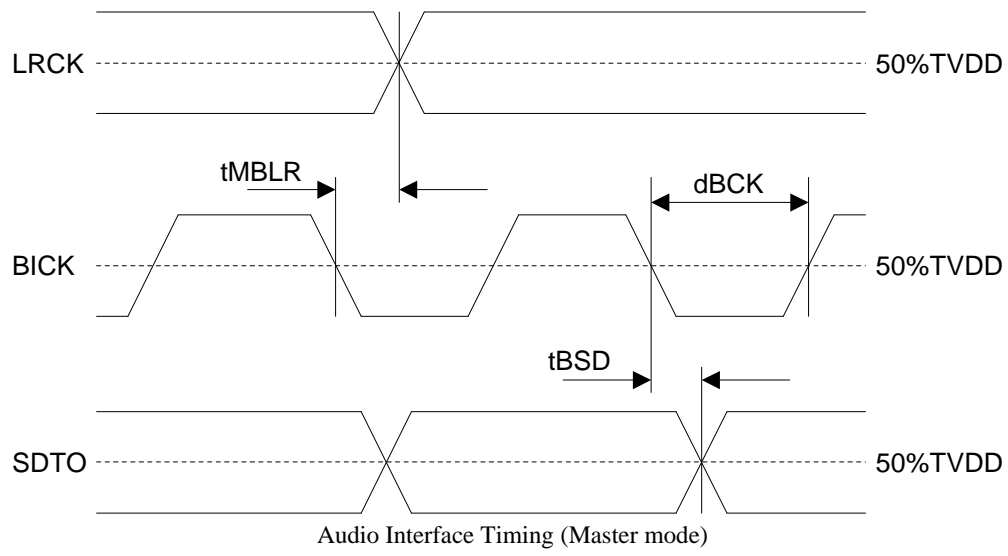 LRCK
50%TVDD
tMBLR
dBCK
BICK
50%TVDD
tBSD
SDTO
50%TVDD
Audio Interface Timing (Master mode)